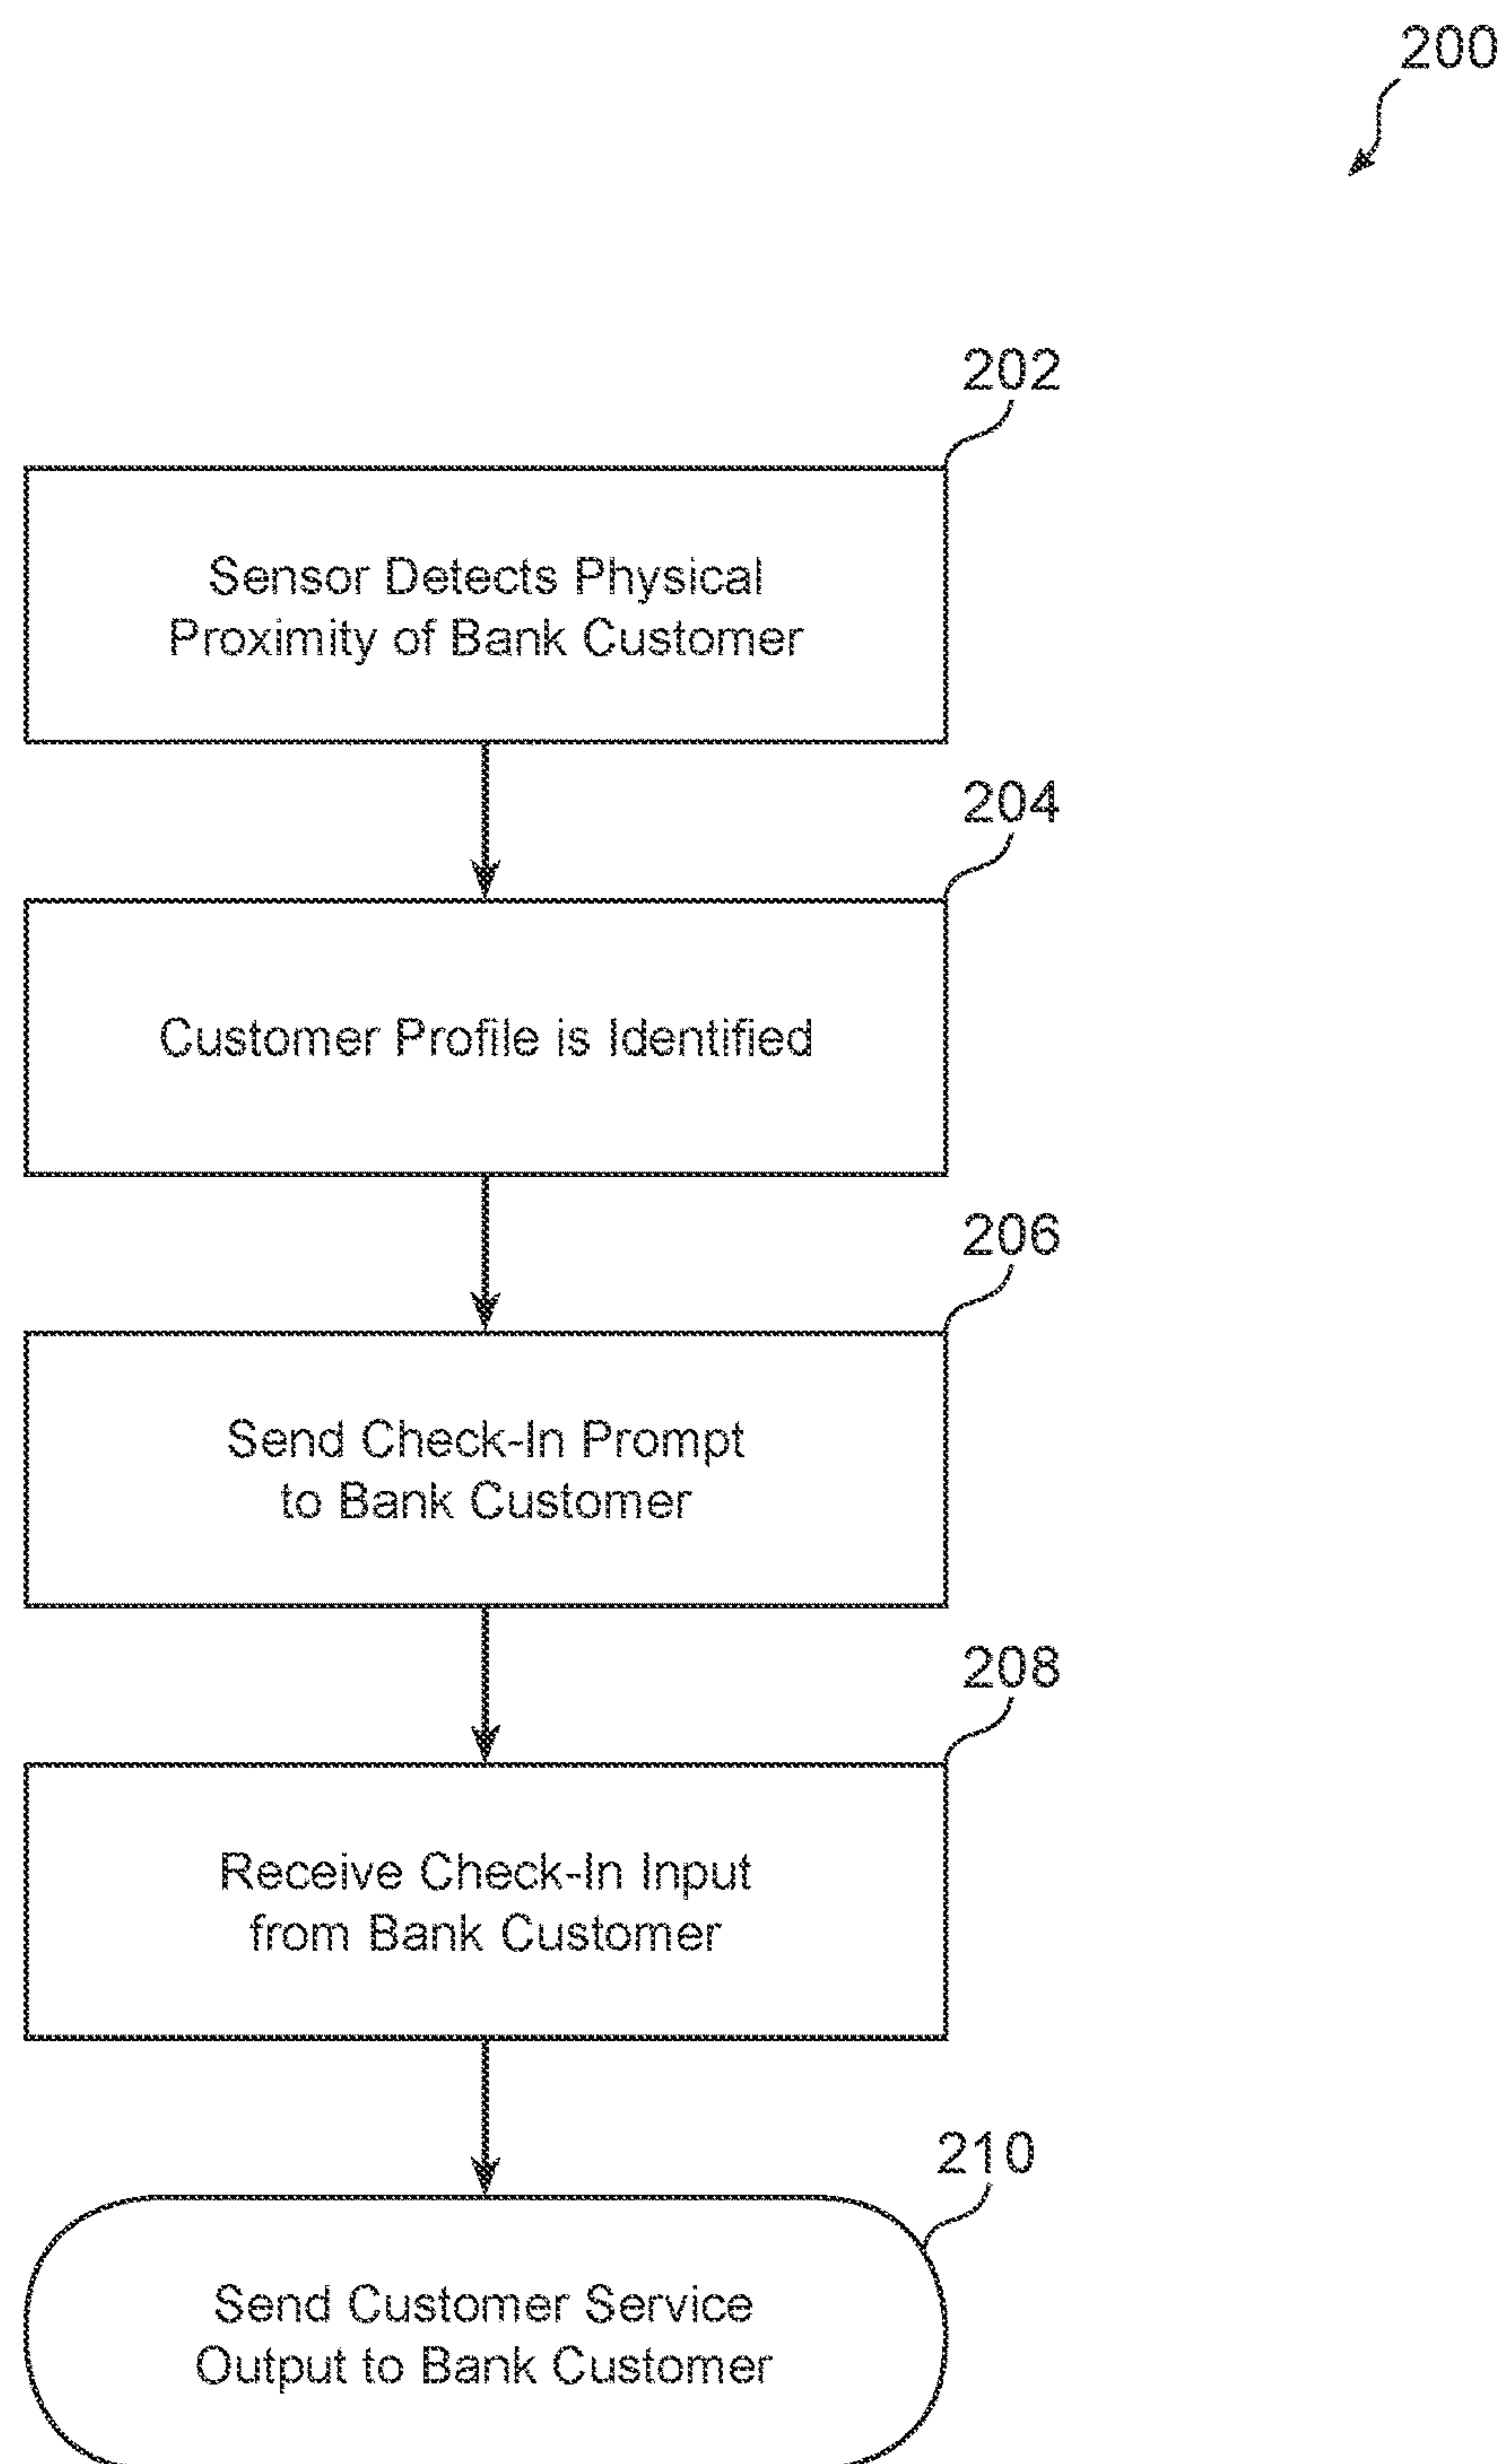 200
202
Sensor Detects Physical
Proximity of Bank Customer
204
Customer Profile is Identified
206
Send Check-In Prompt
to Bank Customer
208
Receive Check-In Input
from Bank Customer
210
Send Customer Service
Output to Bank Customer